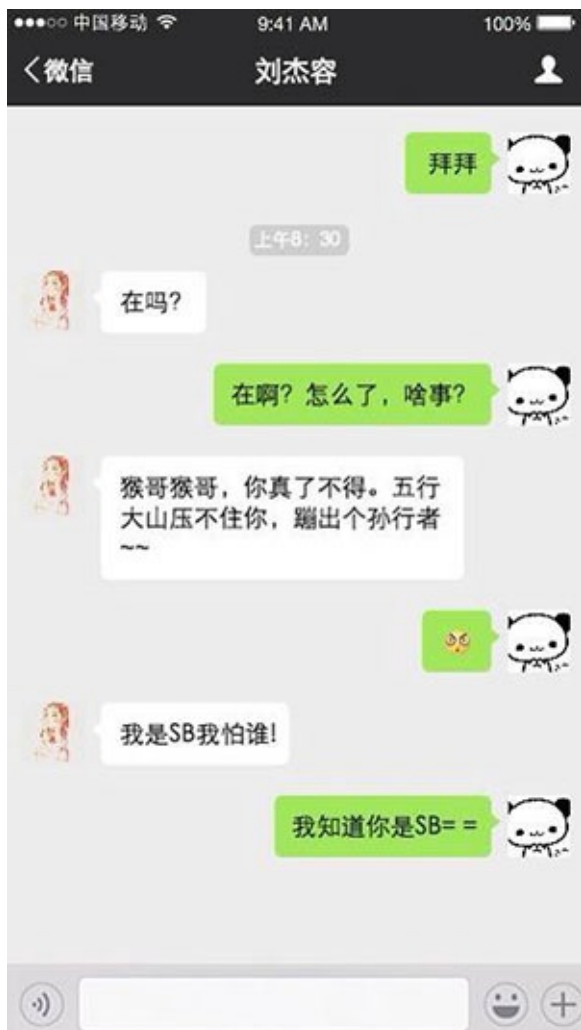 中国移动 9:41 AM 100%
微信 刘杰容
拜拜
上午8：30
在吗?
在啊? 怎么了，啥事?
猴哥猴哥，你真了不得。五行
大山压不住你，蹦出个孙行者
~~
我是SB我怕谁!
我知道你是SB= =